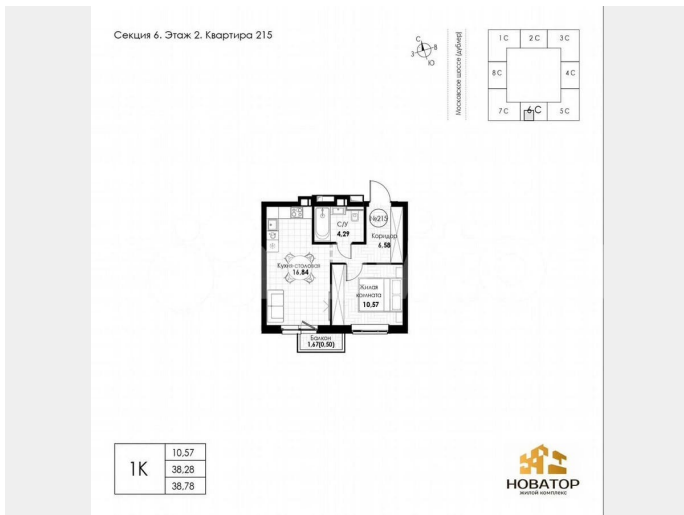 Секция 6. Этаж 2. Квартира 215
С
З
В
Ю
Московское шоссе (дублер)
1 С
2 С
3 С
8 С
4 С
7 С
6 С
5 С
С/У
4.29
№215
Коридор
6.58
Кухня-столовая
16.84
Жилая
комната
10,57
Балкон
1.67(0.50)
1К
10,57
38,28
38,78
НОВАТОР
ЖИЛОЙ КОМПЛЕКС